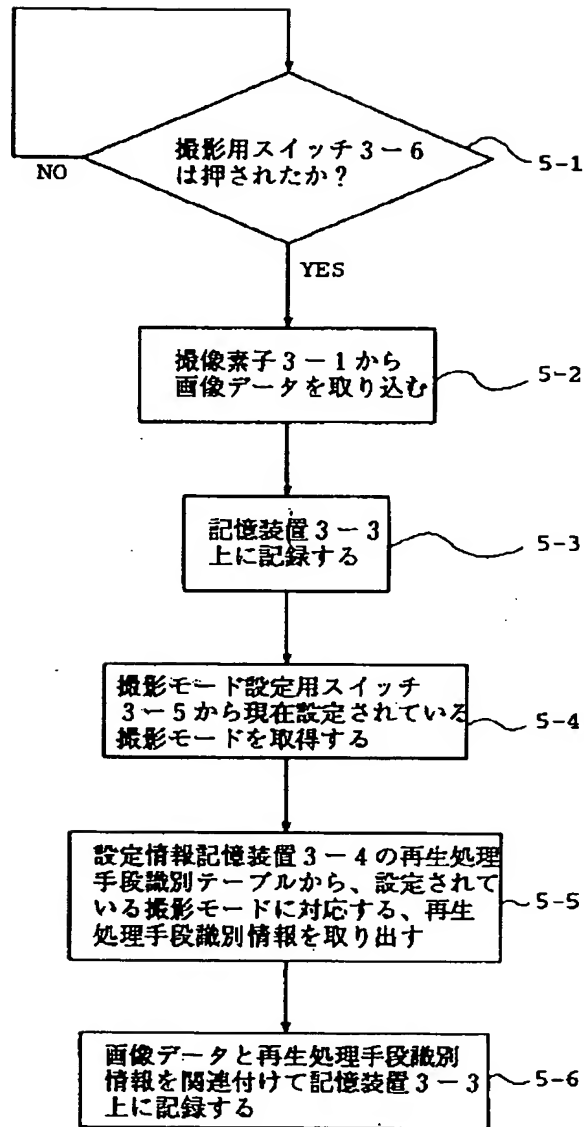 撮影用スイッチ3-6
は押されたか?
5-1
NO
YES
撮像素子3-1から
画像データを取り込む
5-2
記憶装置3-3
上に記録する
5-3
撮影モード設定用スイッチ
3-5から現在設定されている
撮影モードを取得する
5-4
設定情報記憶装置3-4の再生処理
手段識別テーブルから、設定されて
いる撮影モードに対応する、再生
処理手段識別情報を取り出す
5-5
画像データと再生処理手段識別
情報を関連付けて記憶装置3-3
上に記録する
5-6